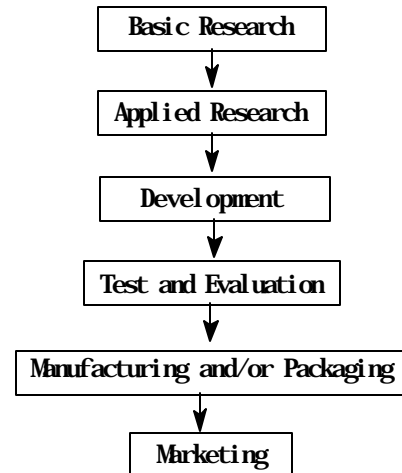 Basic Research
Applied Research
Development
Test and Evaluation
Manufacturing and/or Packaging
Marketing